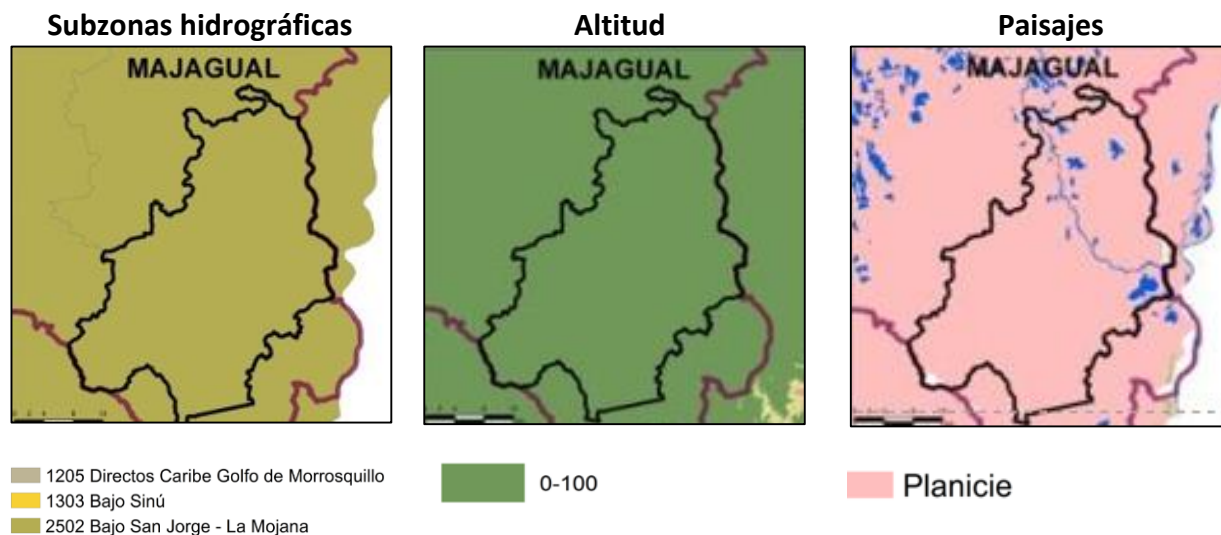 Subzonas hidrográficas
Altitud
Paisajes
MAJAGUAL
MAJAGUAL
MAJAGUAL
1205 Directos Caribe Golfo de Morrosquillo
1303 Bajo Sinú
2502 Bajo San Jorge - La Mojana
0-100
Planicie